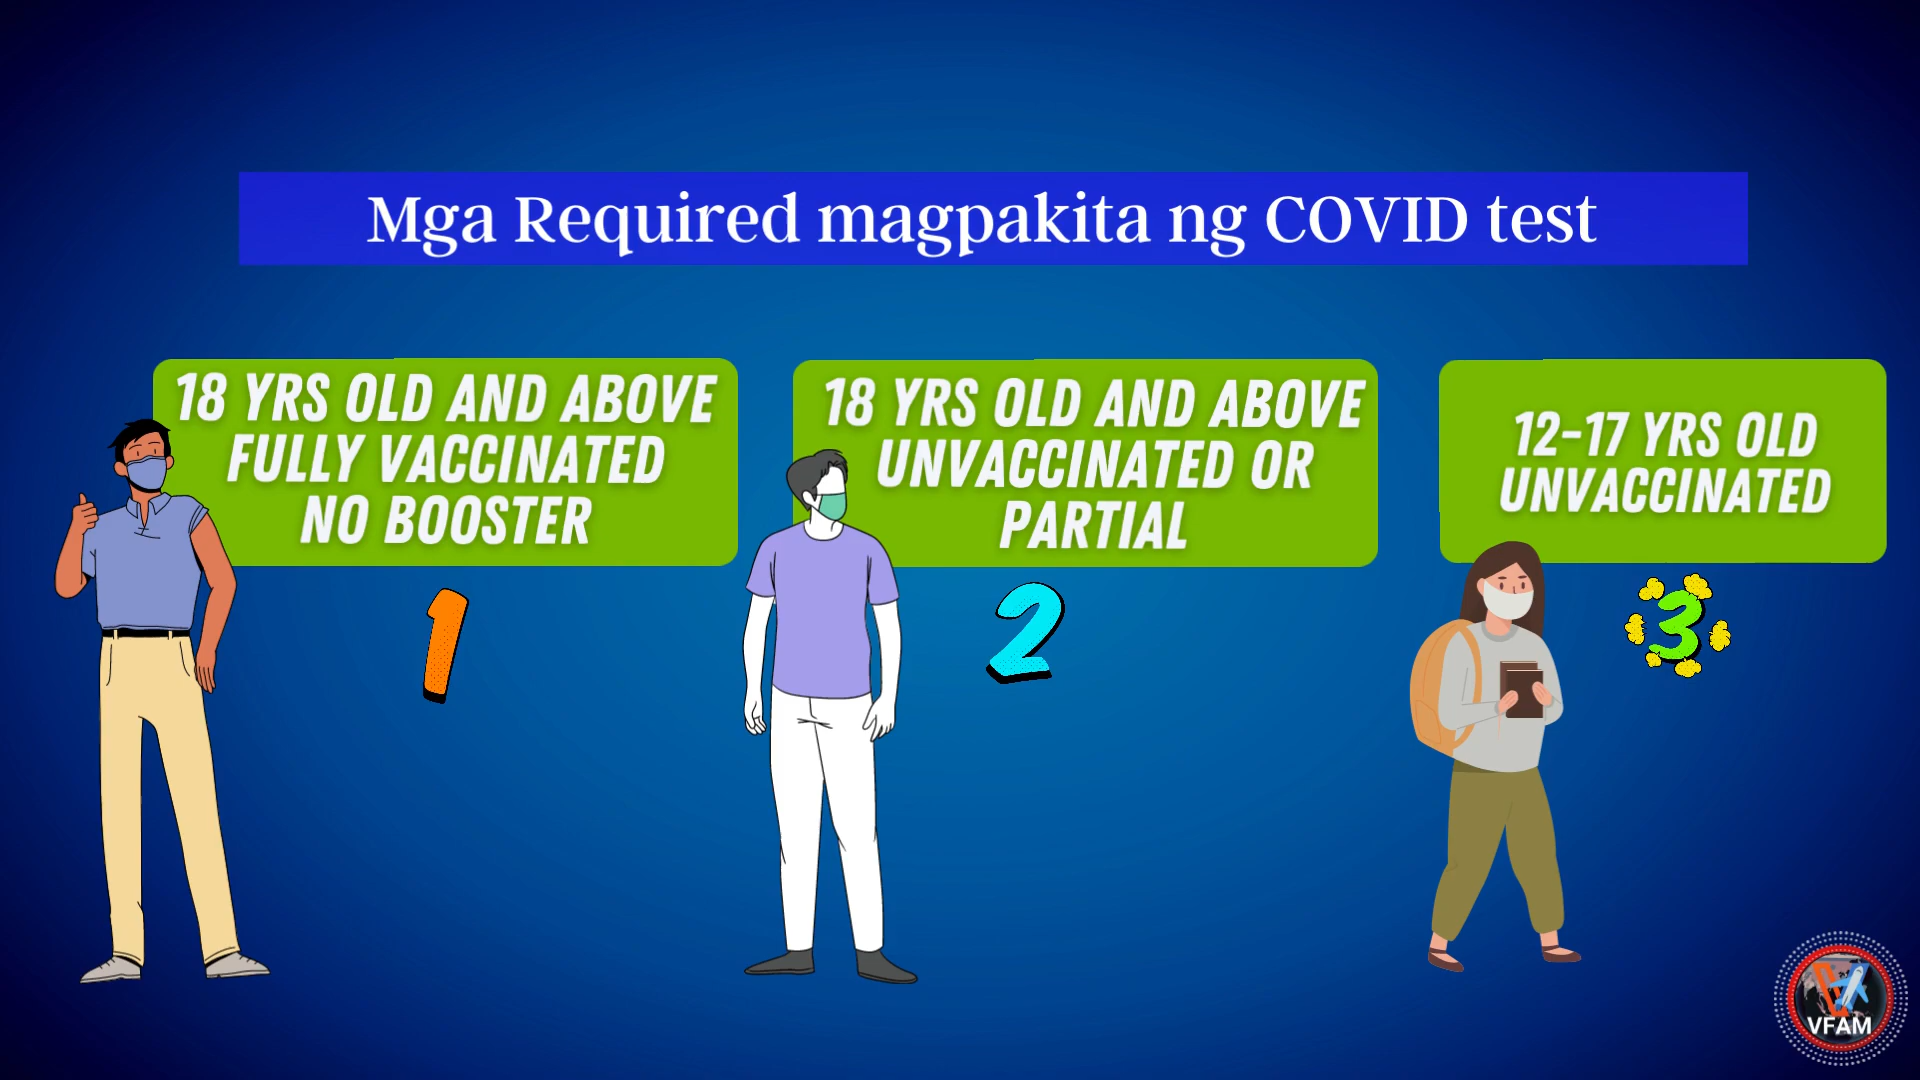 Mga Required magpakita ng COVID test
18 YRS OLD AND ABOVE
FULLY VACCINATED
NO BOOSTER
1
18 YRS OLD AND ABOVE
UNVACCINATED OR
PARTIAL
2
12-17 YRS OLD
UNVACCINATED
3
VFAM